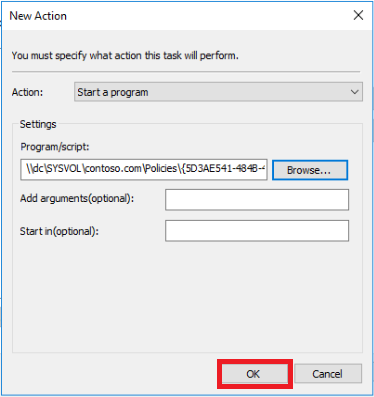 New Action
You must specify what action this task will perform.
Action:
Start a program
Settings
Program/script:
\\dc\SYSVOL\contoso.com\Policies\{5D3AE541-484B-4
Browse...
Add arguments(optional):
Start in(optional):
OK
Cancel